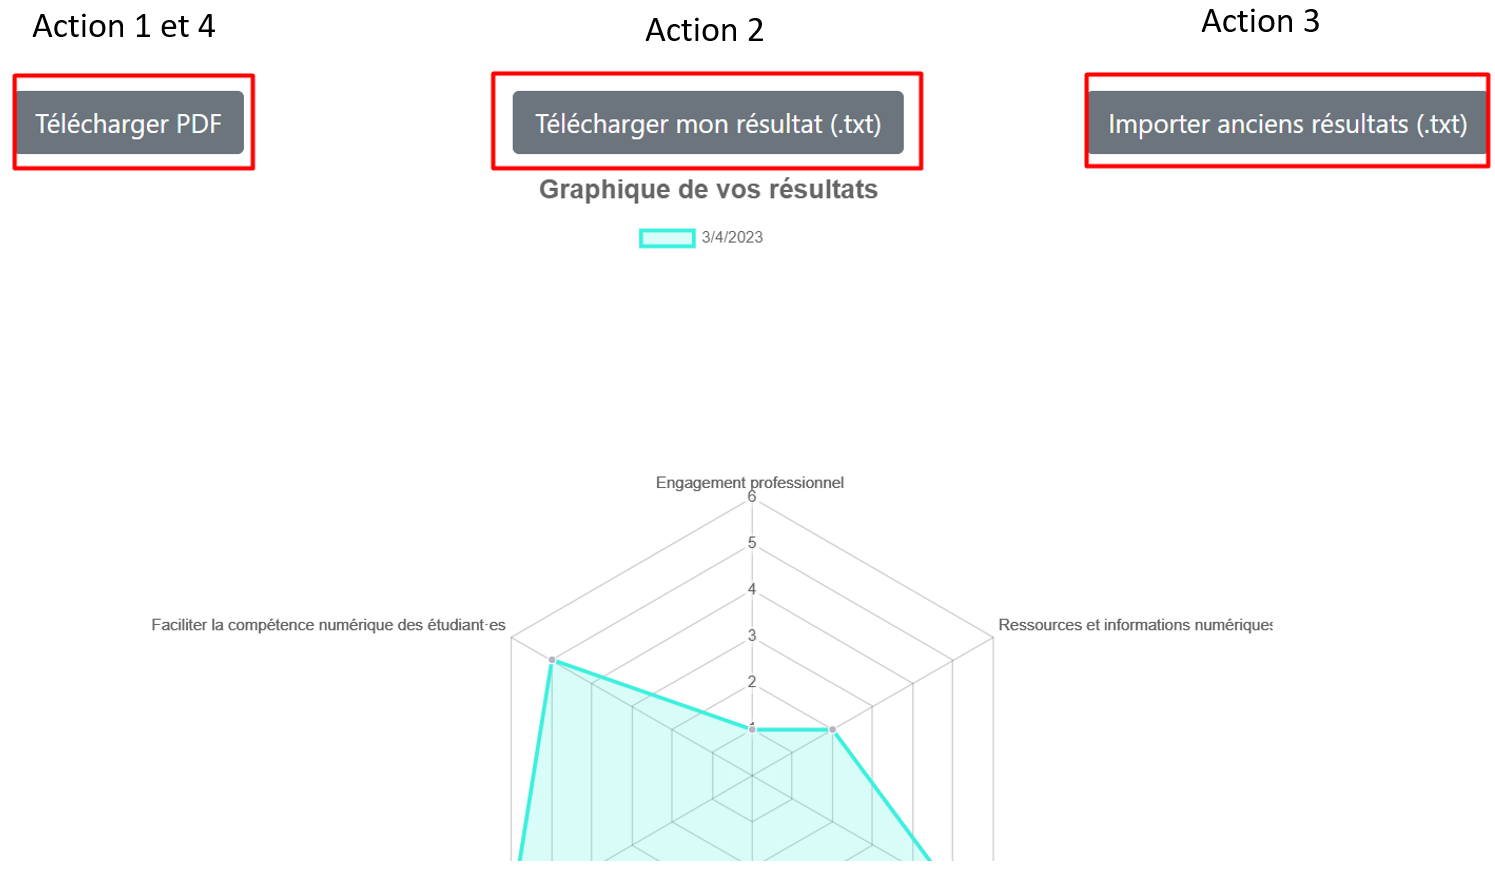 Action 1 et 4
Action 2
Action 3
Télécharger PDF
Télécharger mon résultat (.txt)
Importer anciens résultats (.txt)
Graphique de vos résultats
3/4/2023
Engagement professionnel
6
5
4
Faciliter la compétence numérique des étudiant·es
Ressources et informations numériques
3
2
1